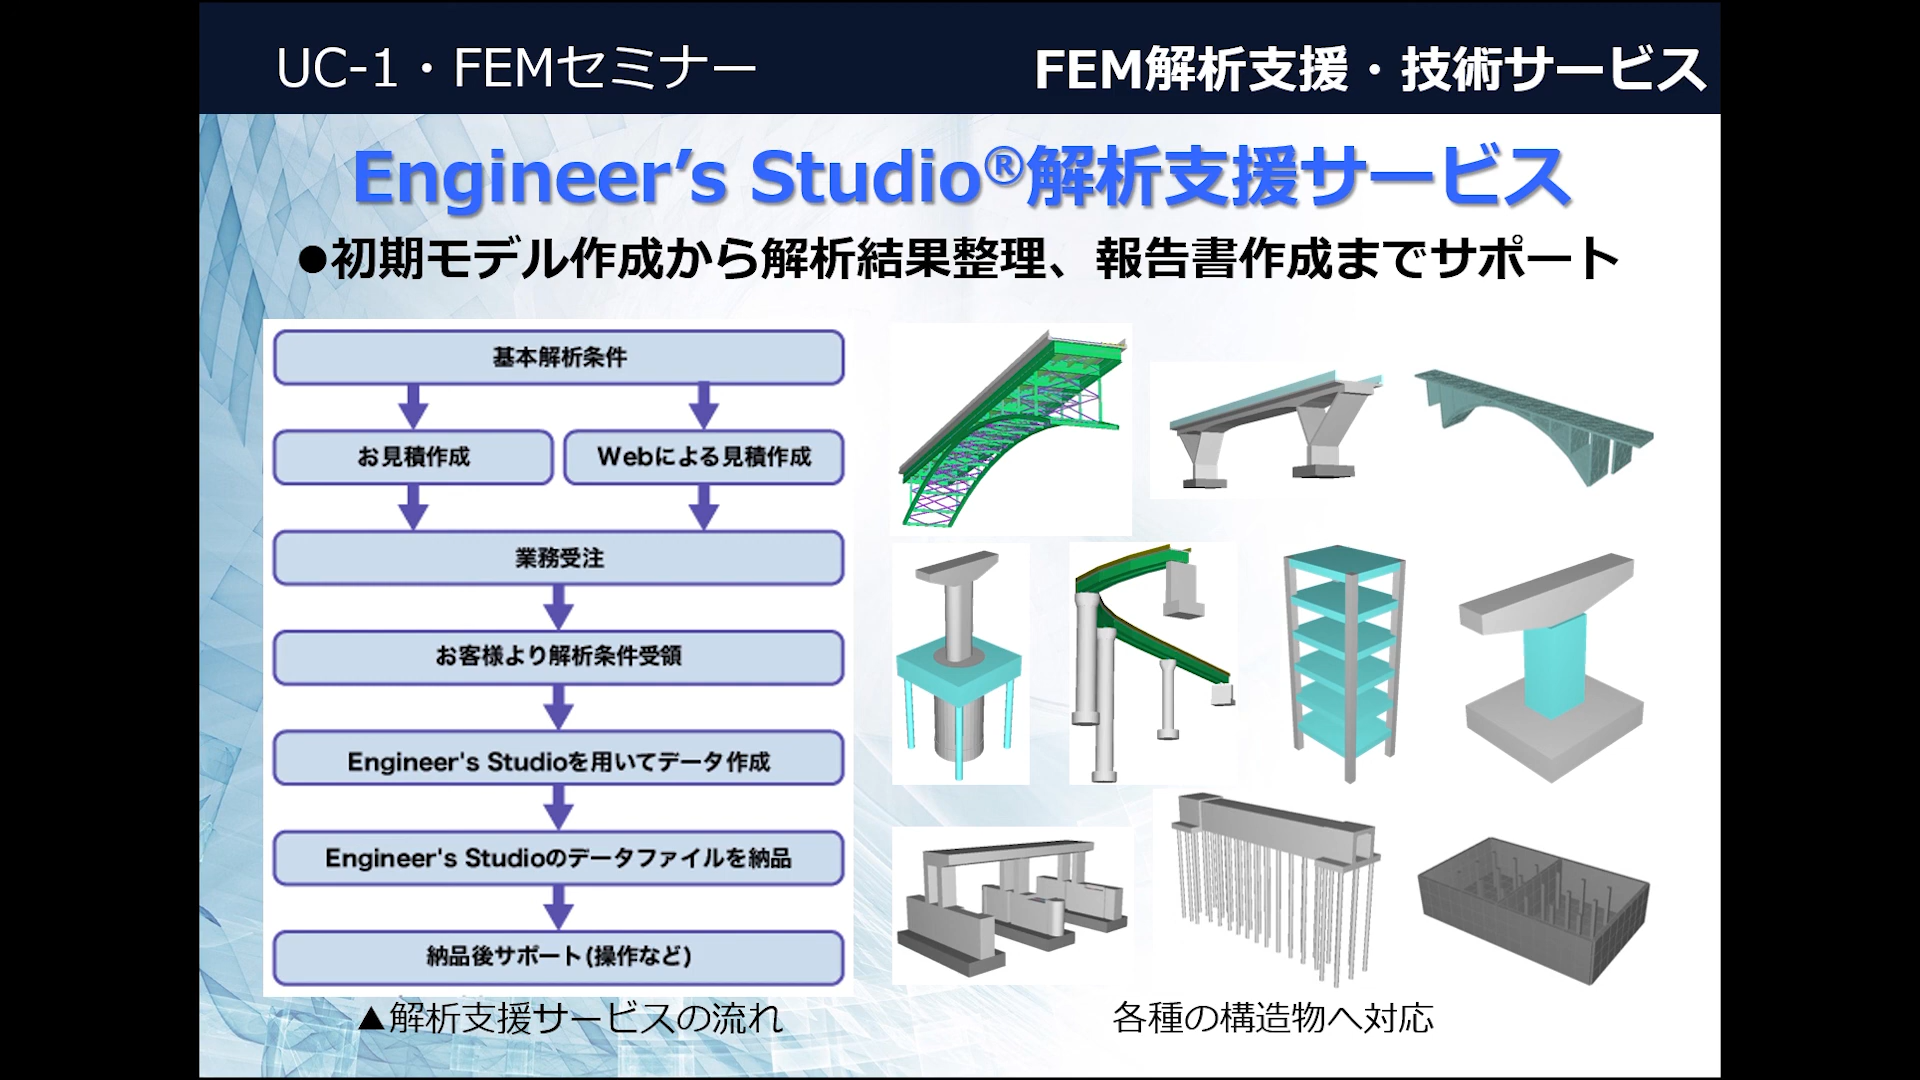 UC-1・FEMセミナー
FEM解析支援・技術サービス
Engineer’s Studio®解析支援サービス
●初期モデル作成から解析結果整理、報告書作成までサポート
基本解析条件
お見積作成
Webによる見積作成
業務受注
お客様より解析条件受領
Engineer's Studioを用いてデータ作成
Engineer's Studioのデータファイルを納品
納品後サポート(操作など)
▲解析支援サービスの流れ
各種の構造物へ対応